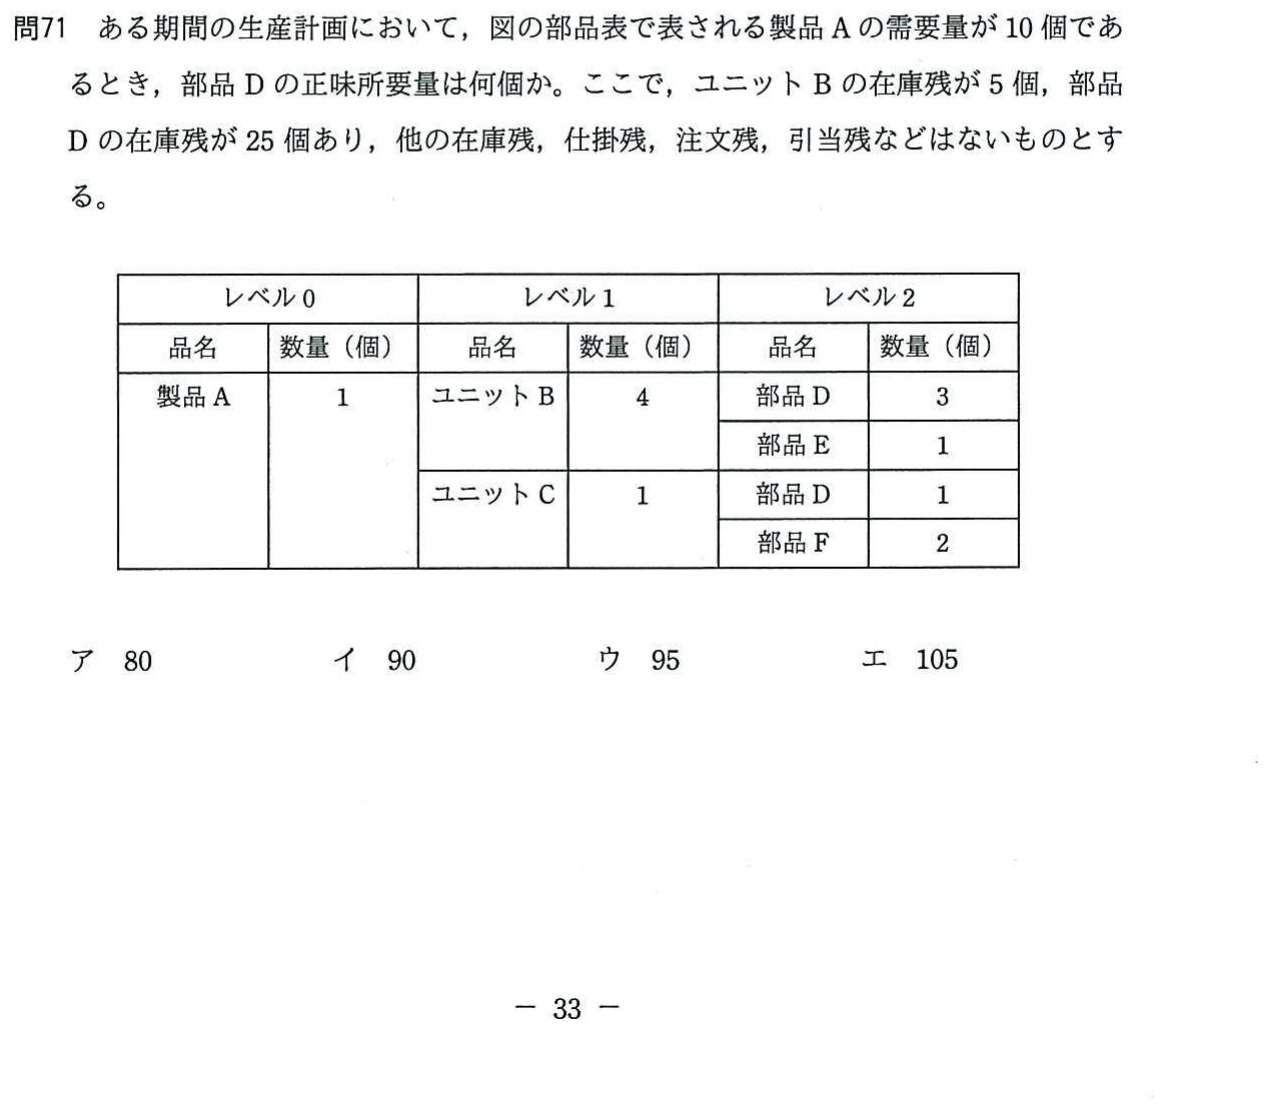 問71 ある期間の生産計画において，図の部品表で表される製品 A の需要量が 10 個であ
るとき，部品 D の正味所要量は何個か。ここで，ユニット B の在庫残が 5 個，部品
D の在庫残が 25 個あり，他の在庫残，仕掛残，注文残，引当残などはないものとす
る。
レベル 0 レベル 1 レベル 2
品名 数量（個） 品名 数量（個） 品名 数量（個）
製品 A 1 ユニット B 4 部品 D 3
部品 E 1
ユニット C 1 部品 D 1
部品 F 2
ア 80 イ 90 ウ 95 エ 105
－ 33 －